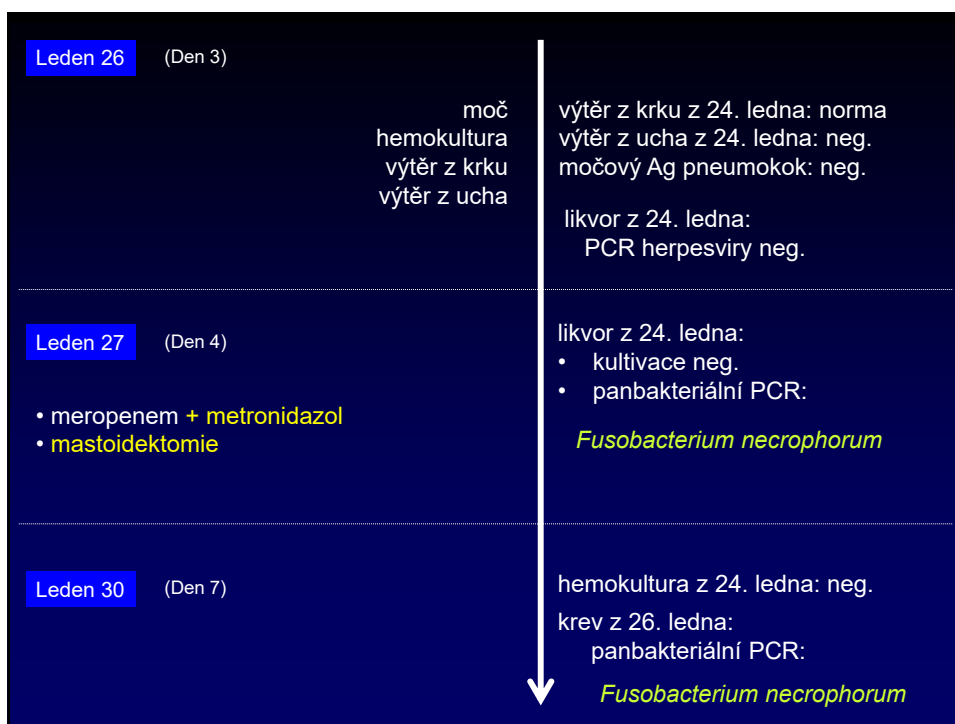 Leden 26 (Den 3)
moč
hemokultura
výtěr z krku
výtěr z ucha
výtěr z krku z 24. ledna: norma
výtěr z ucha z 24. ledna: neg.
močový Ag pneumokok: neg.
likvor z 24. ledna:
PCR herpesviry neg.
Leden 27 (Den 4)
• meropenem + metronidazol
• mastoidektomie
likvor z 24. ledna:
• kultivace neg.
• panbakteriální PCR:
Fusobacterium necrophorum
Leden 30 (Den 7)
hemokultura z 24. ledna: neg.
krev z 26. ledna:
panbakteriální PCR:
Fusobacterium necrophorum